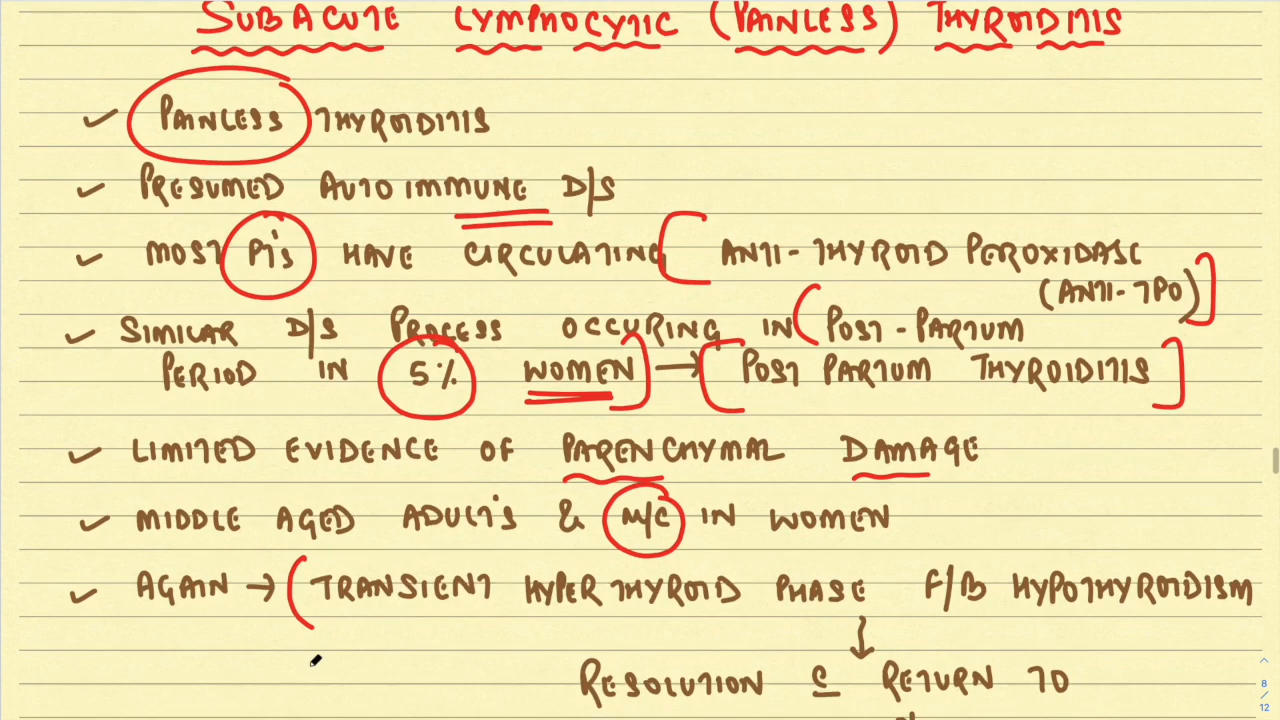 SUBACUTE LYMPHOCYTIC (PAINLESS) THYROIDITIS
✓ PAINLESS THYROIDITIS
✓ PRESUMED AUTOIMMUNE D/S
✓ MOST PT'S HAVE CIRCULATING [ANTI-THYROID PEROXIDASE
(ANTI-TPO)]
✓ SIMILAR D/S PROCESS OCCURING IN (POST-PARTUM
PERIOD IN 5% WOMEN] → [POST PARTUM THYROIDITIS]
✓ LIMITED EVIDENCE OF PARENCHYMAL DAMAGE
✓ MIDDLE AGED ADULT'S & M/C IN WOMEN
✓ AGAIN → (TRANSIENT HYPERTHYROID PHASE F/B HYPOTHYROIDISM
↓
RESOLUTION C̲ RETURN TO
8
/
12